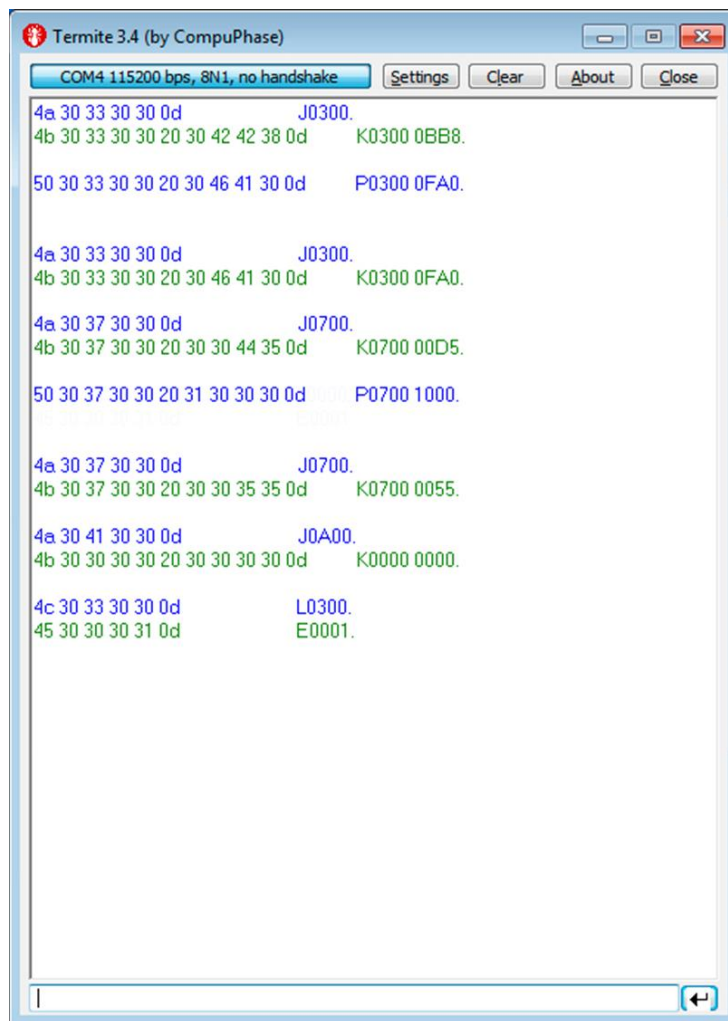 Termite 3.4 (by CompuPhase)
COM4 115200 bps, 8N1, no handshake Settings Clear About Close
4a 30 33 30 30 0d J0300.
4b 30 33 30 30 20 30 42 42 38 0d K0300 0BB8.
50 30 33 30 30 20 30 46 41 30 0d P0300 0FA0.
4a 30 33 30 30 0d J0300.
4b 30 33 30 30 20 30 46 41 30 0d K0300 0FA0.
4a 30 37 30 30 0d J0700.
4b 30 37 30 30 20 30 30 44 35 0d K0700 00D5.
50 30 37 30 30 20 31 30 30 30 0d P0700 1000.
4a 30 37 30 30 0d J0700.
4b 30 37 30 30 20 30 30 35 35 0d K0700 0055.
4a 30 41 30 30 0d J0A00.
4b 30 30 30 30 20 30 30 30 30 0d K0000 0000.
4c 30 33 30 30 0d L0300.
45 30 30 30 31 0d E0001.